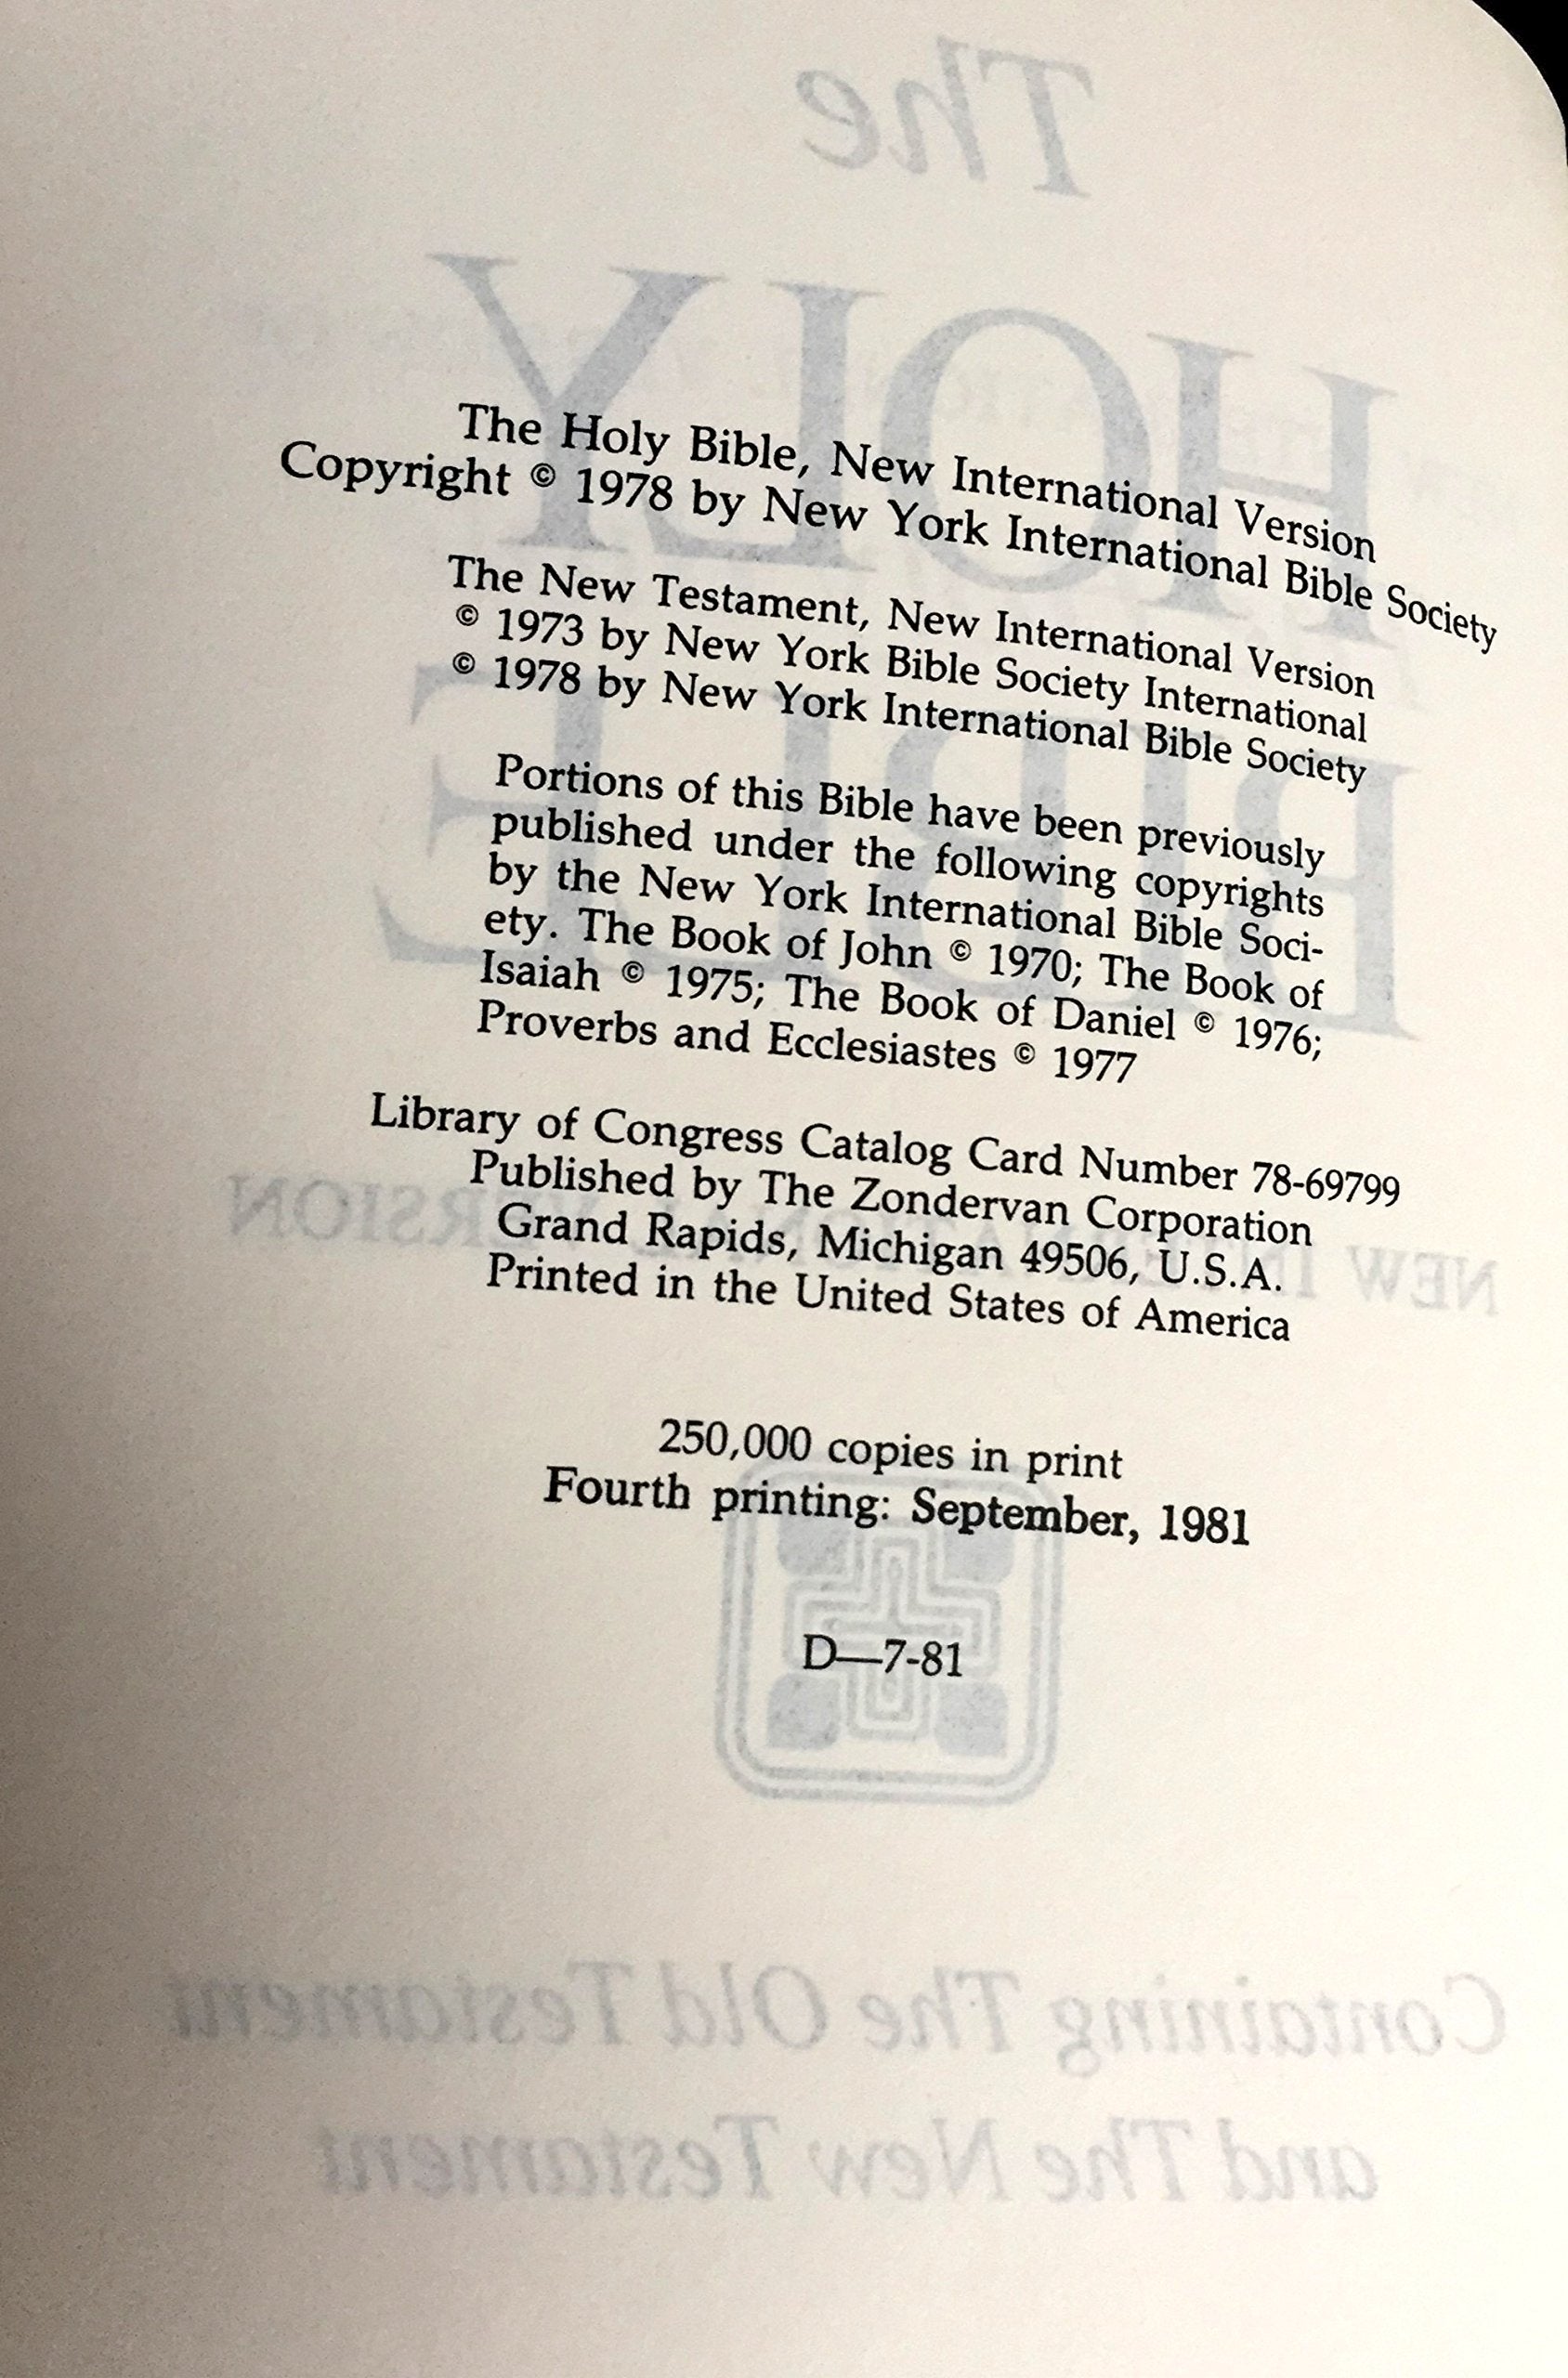 The Holy Bible, New International Version
Copyright © 1978 by New York International Bible Society
The New Testament, New International Version
© 1973 by New York Bible Society International
© 1978 by New York International Bible Society
Portions of this Bible have been previously
published under the following copyrights
by the New York International Bible Soci-
ety. The Book of John © 1970; The Book of
Isaiah © 1975; The Book of Daniel © 1976;
Proverbs and Ecclesiastes © 1977
Library of Congress Catalog Card Number 78-69799
Published by The Zondervan Corporation
Grand Rapids, Michigan 49506, U.S.A.
Printed in the United States of America
250,000 copies in print
Fourth printing: September, 1981
D—7-81